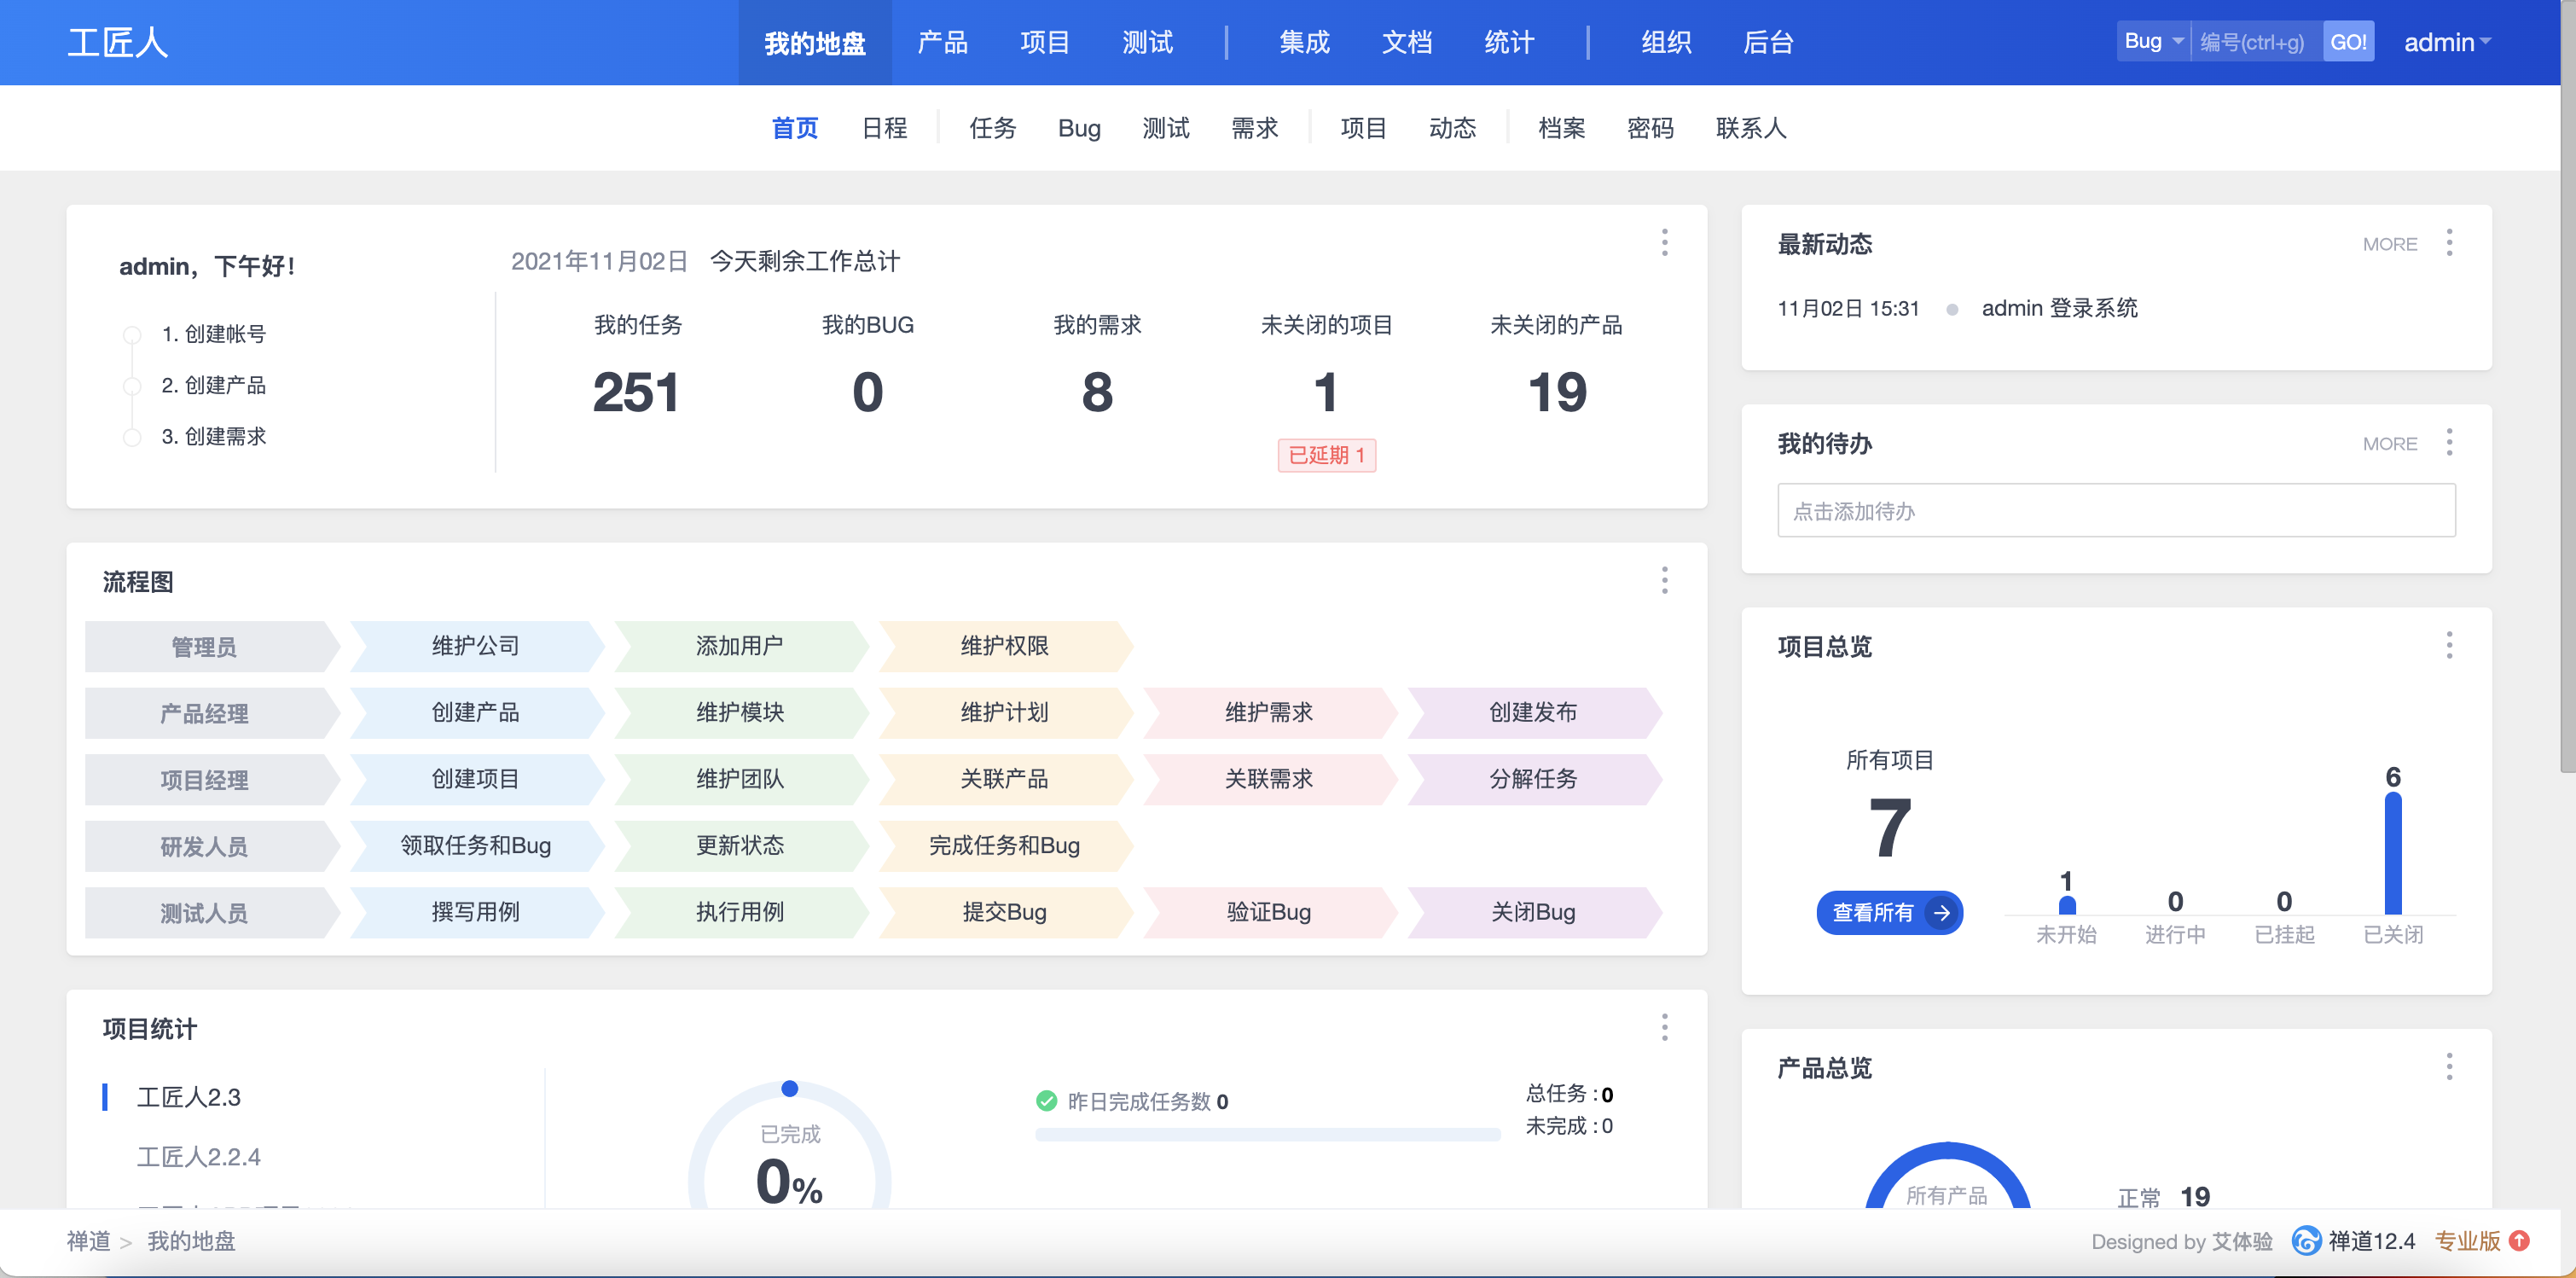 工匠人
我的地盘 产品 项目 测试 集成 文档 统计 组织 后台
Bug 编号(ctrl+g) GO! admin
首页 日程 任务 Bug 测试 需求 项目 动态 档案 密码 联系人
admin，下午好！
1. 创建帐号
2. 创建产品
3. 创建需求
2021年11月02日 今天剩余工作总计
我的任务 我的BUG 我的需求 未关闭的项目 未关闭的产品
251 0 8 1 19
已延期 1
流程图
管理员 维护公司 添加用户 维护权限
产品经理 创建产品 维护模块 维护计划 维护需求 创建发布
项目经理 创建项目 维护团队 关联产品 关联需求 分解任务
研发人员 领取任务和Bug 更新状态 完成任务和Bug
测试人员 撰写用例 执行用例 提交Bug 验证Bug 关闭Bug
项目统计
工匠人2.3
工匠人2.2.4
已完成
0%
昨日完成任务数 0
总任务 :0
未完成 :0
最新动态 MORE
11月02日 15:31 admin 登录系统
我的待办 MORE
点击添加待办
项目总览
所有项目
7
查看所有
1 0 0 6
未开始 进行中 已挂起 已关闭
产品总览
所有产品
正常 19
禅道 > 我的地盘
Designed by 艾体验 禅道12.4 专业版